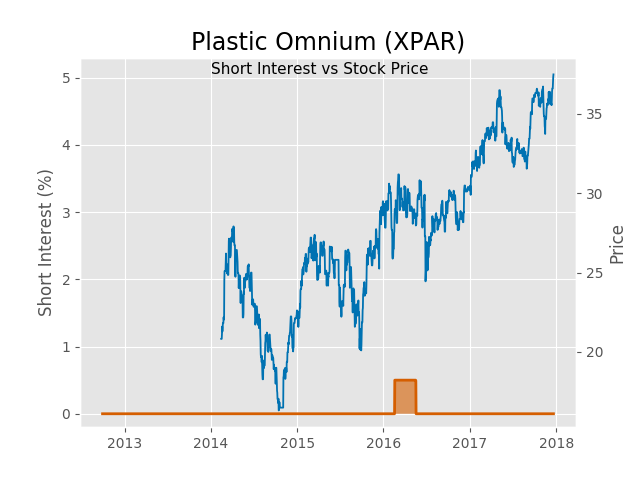 Plastic Omnium (XPAR)
Short Interest vs Stock Price
Short Interest (%)
5
4
3
2
1
0
35
30
25
20
Price
2013 2014 2015 2016 2017 2018